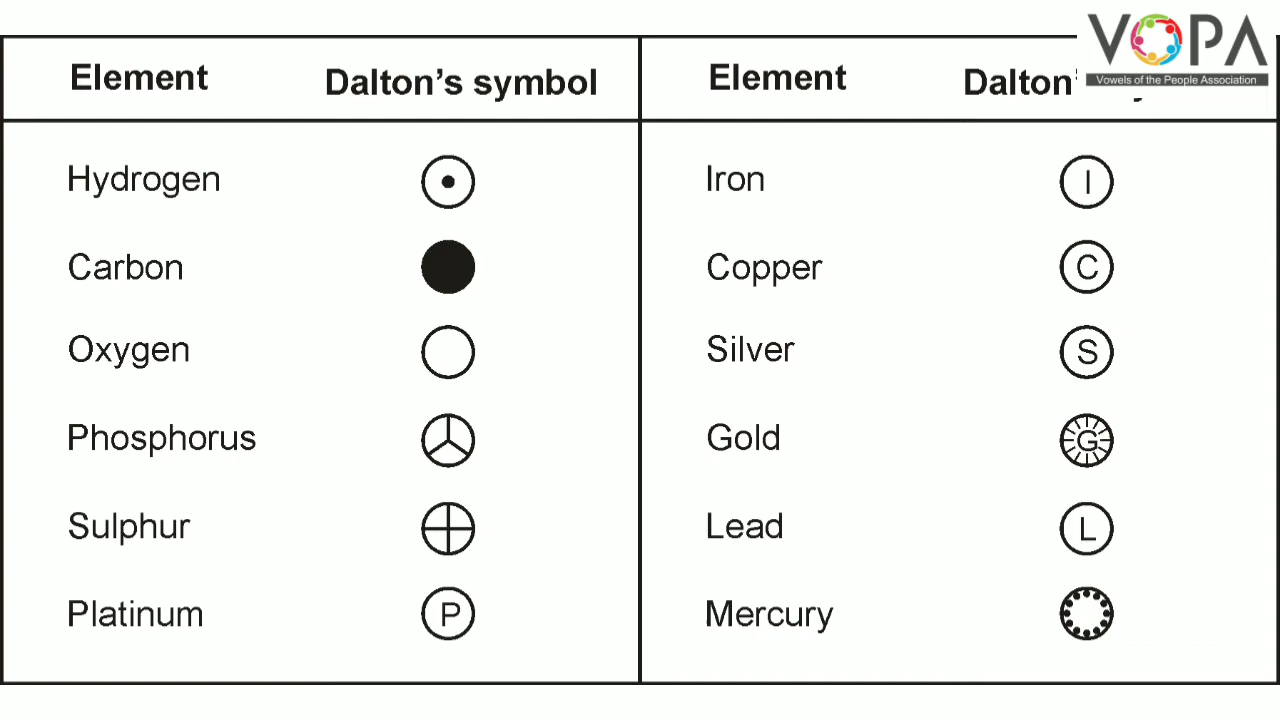 VOPA
Vowels of the People Association
Element Dalton's symbol Element Dalton'
Hydrogen Iron I
Carbon Copper C
Oxygen Silver S
Phosphorus Gold G
Sulphur Lead L
Platinum P Mercury